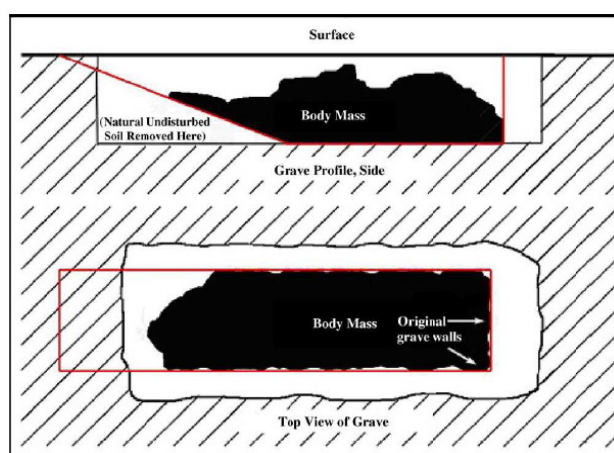 Surface
Body Mass
(Natural Undisturbed
Soil Removed Here)
Grave Profile, Side
Body Mass
Original
grave walls
Top View of Grave